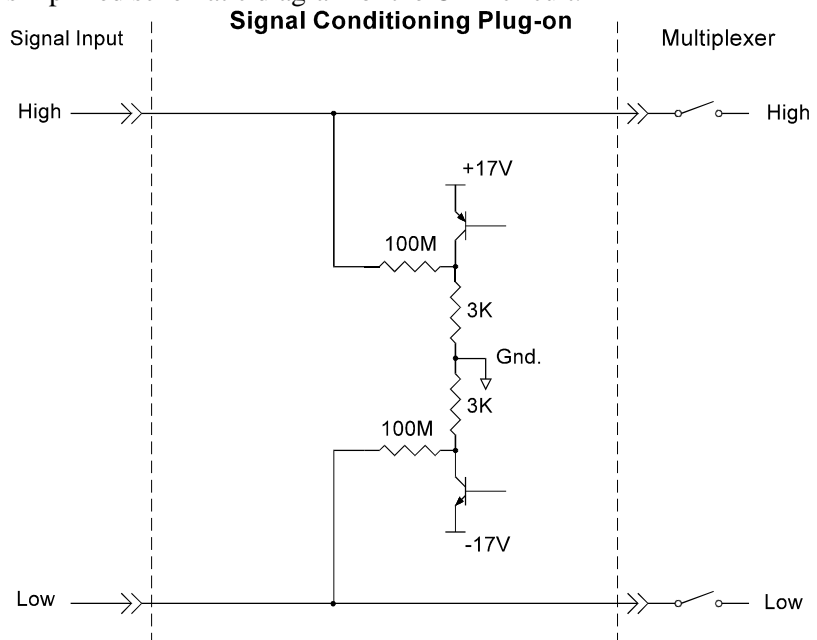 Signal Conditioning Plug-on
Signal Input
Multiplexer
High
High
+17V
100M
3K
Gnd.
3K
100M
-17V
Low
Low